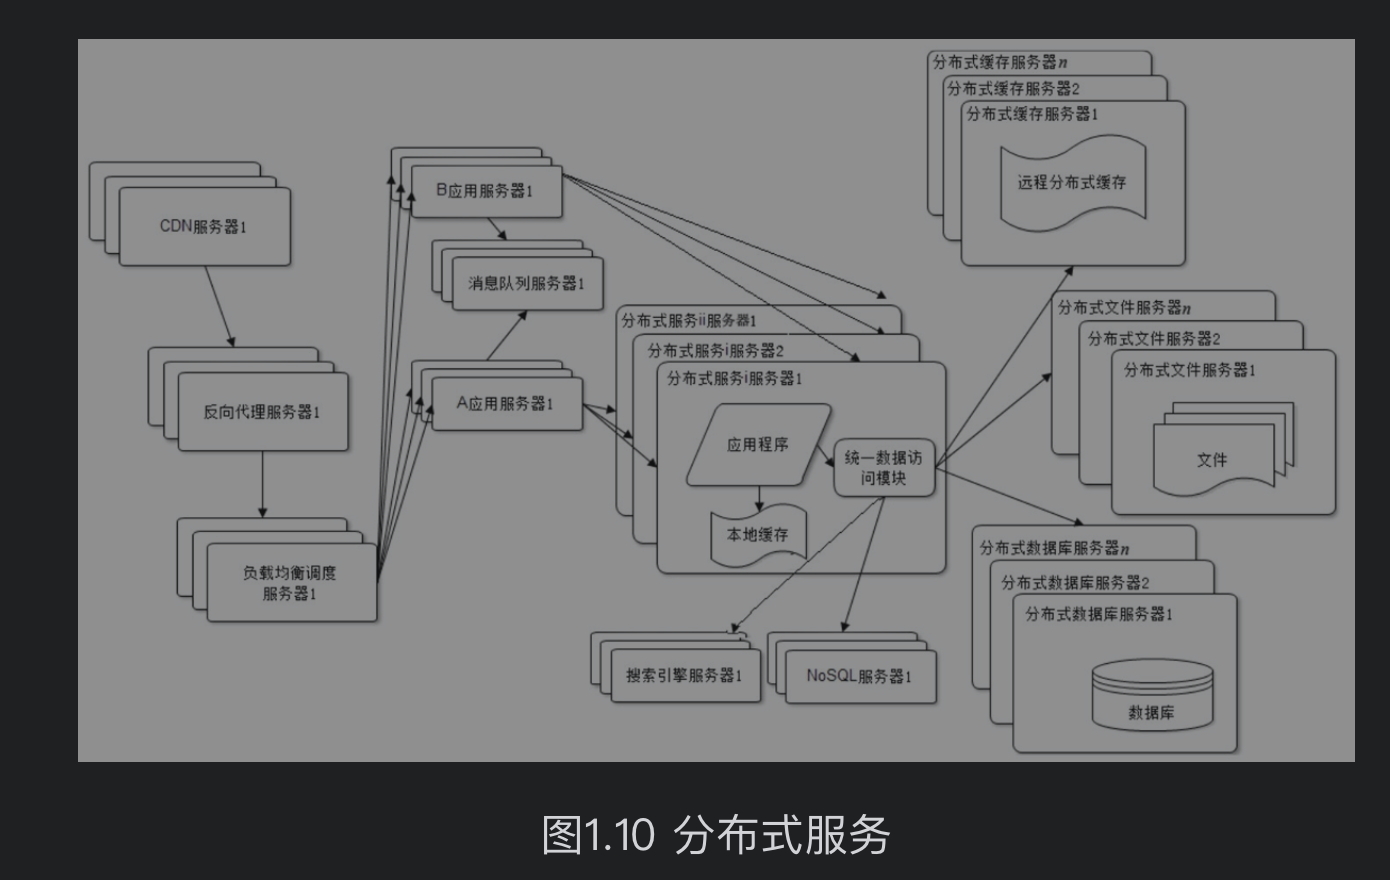 CDN服务器1
反向代理服务器1
负载均衡调度
服务器1
B应用服务器1
消息队列服务器1
A应用服务器1
分布式服务ii服务器1
分布式服务i服务器2
分布式服务i服务器1
应用程序
统一数据访
问模块
本地缓存
搜索引擎服务器1
NoSQL服务器1
分布式缓存服务器n
分布式缓存服务器2
分布式缓存服务器1
远程分布式缓存
分布式文件服务器n
分布式文件服务器2
分布式文件服务器1
文件
分布式数据库服务器n
分布式数据库服务器2
分布式数据库服务器1
数据库
图1.10 分布式服务